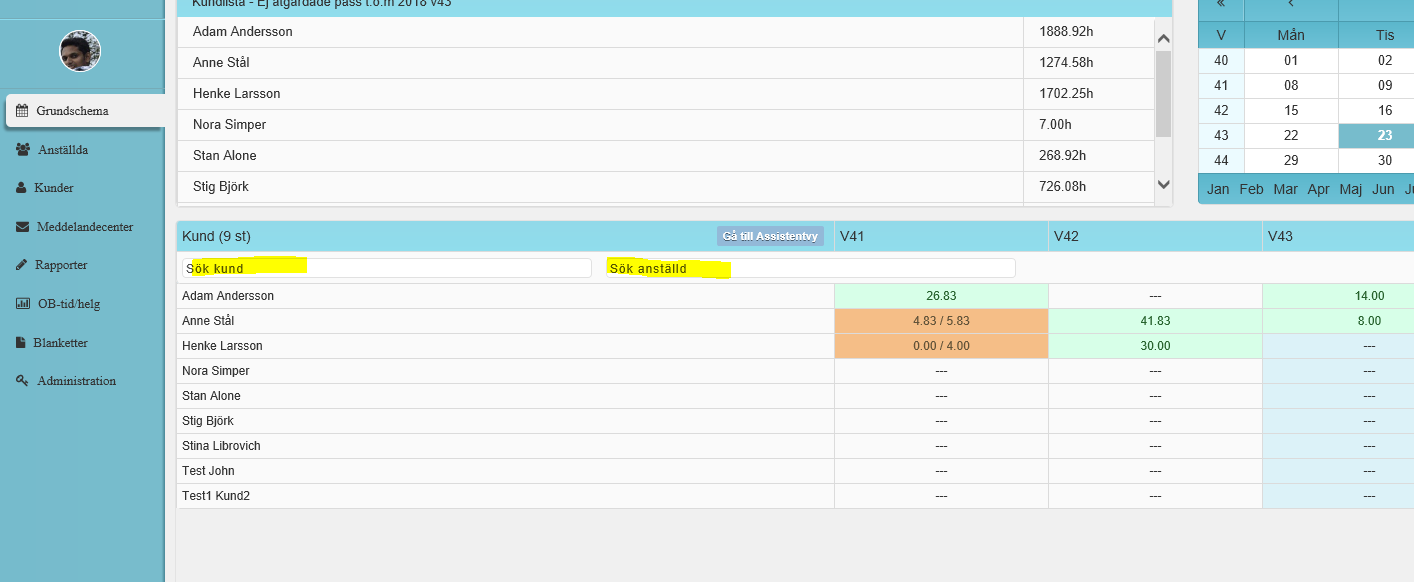 Kundlista - Ej åtgärdade pass t.o.m 2018 v43
Adam Andersson 1888.92h
Anne Stål 1274.58h
Henke Larsson 1702.25h
Nora Simper 7.00h
Stan Alone 268.92h
Stig Björk 726.08h
« ‹
V Mån Tis
40 01 02
41 08 09
42 15 16
43 22 23
44 29 30
Jan Feb Mar Apr Maj Jun
Grundschema
Anställda
Kunder
Meddelandecenter
Rapporter
OB-tid/helg
Blanketter
Administration
Kund (9 st) Gå till Assistentvy V41 V42 V43
Sök kund Sök anställd
Adam Andersson 26.83 --- 14.00
Anne Stål 4.83 / 5.83 41.83 8.00
Henke Larsson 0.00 / 4.00 30.00 ---
Nora Simper --- --- ---
Stan Alone --- --- ---
Stig Björk --- --- ---
Stina Librovich --- --- ---
Test John --- --- ---
Test1 Kund2 --- --- ---